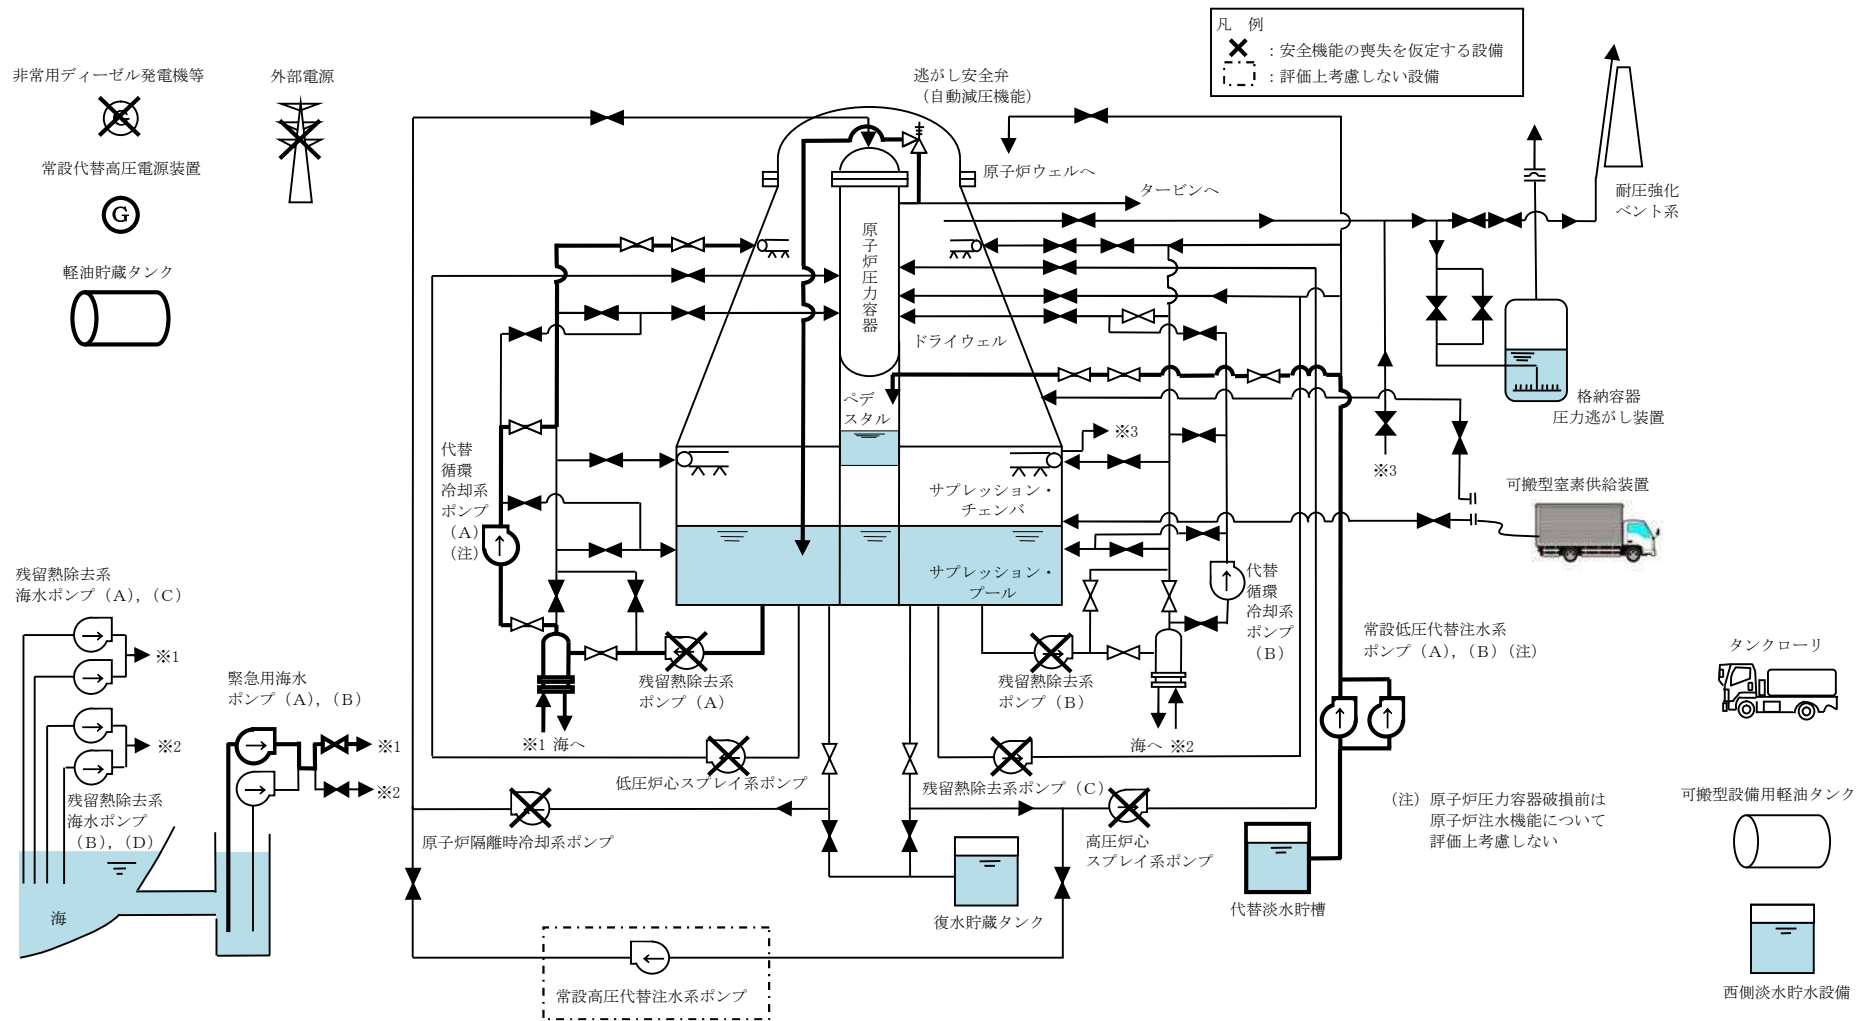 凡 例
：安全機能の喪失を仮定する設備
：評価上考慮しない設備
非常用ディーゼル発電機等
G
外部電源
常設代替高圧電源装置
G
軽油貯蔵タンク
逃がし安全弁
（自動減圧機能）
原子炉ウェルへ
タービンへ
耐圧強化
ベント系
原子炉圧力容器
ドライウェル
ペデ
スタル
格納容器
圧力逃がし装置
※3
※3
代替
循環
冷却系
ポンプ
（A）
（注）
サプレッション・
チェンバ
サプレッション・
プール
可搬型窒素供給装置
残留熱除去系
海水ポンプ（A），（C）
※1
※2
残留熱除去系
海水ポンプ
（B），（D）
緊急用海水
ポンプ（A），（B）
※1
※2
海
※1 海へ
残留熱除去系
ポンプ（A）
残留熱除去系
ポンプ（B）
海へ ※2
代替
循環
冷却系
ポンプ
（B）
常設低圧代替注水系
ポンプ（A），（B）（注）
タンクローリ
低圧炉心スプレイ系ポンプ
残留熱除去系ポンプ（C）
原子炉隔離時冷却系ポンプ
高圧炉心
スプレイ系ポンプ
（注）原子炉圧力容器破損前は
原子炉注水機能について
評価上考慮しない
可搬型設備用軽油タンク
復水貯蔵タンク
代替淡水貯槽
常設高圧代替注水系ポンプ
西側淡水貯水設備